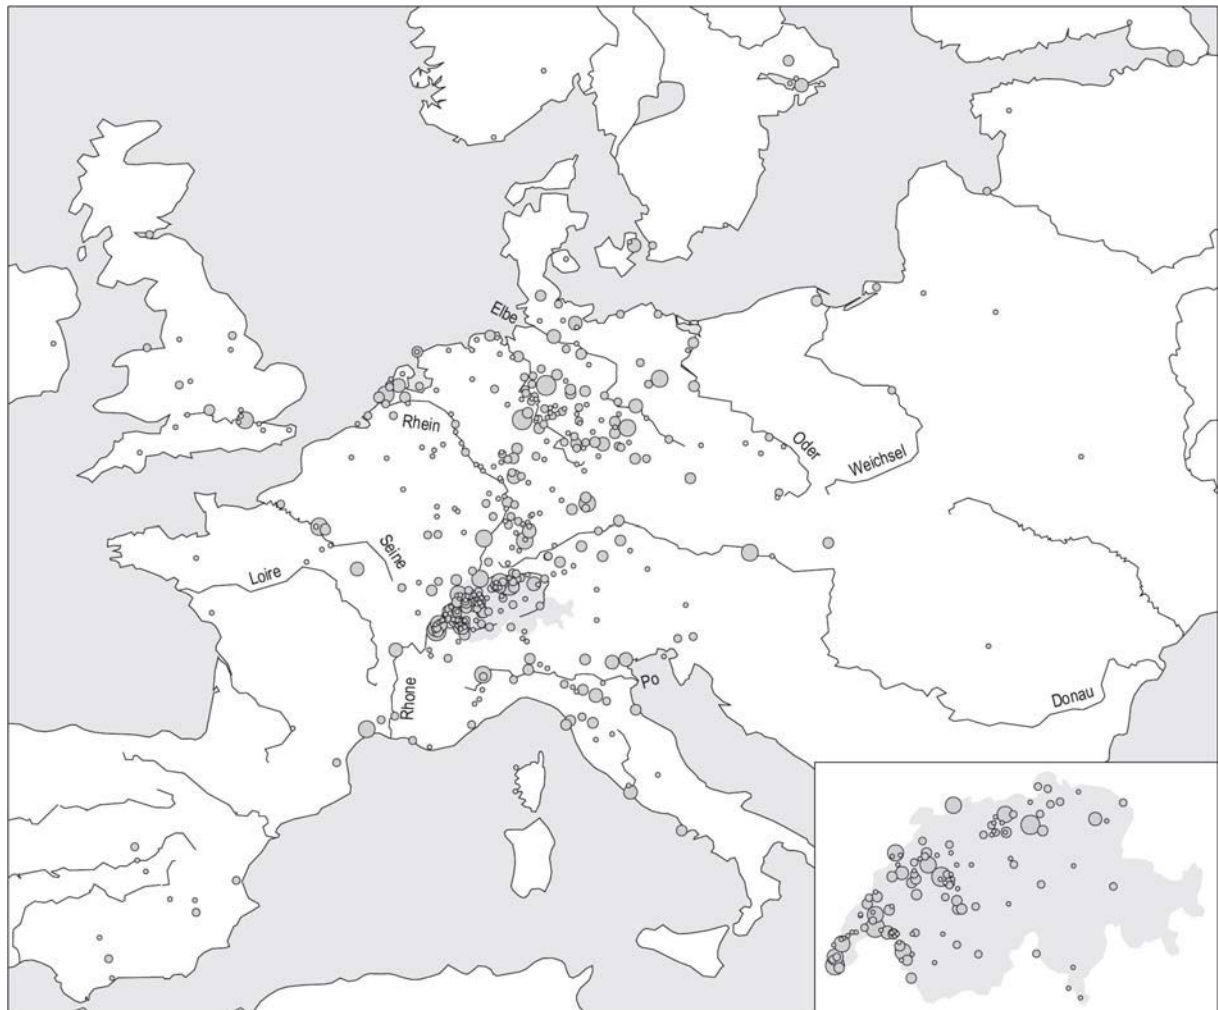 Elbe
Rhein
Oder
Weichsel
Seine
Loire
Rhone
Po
Donau